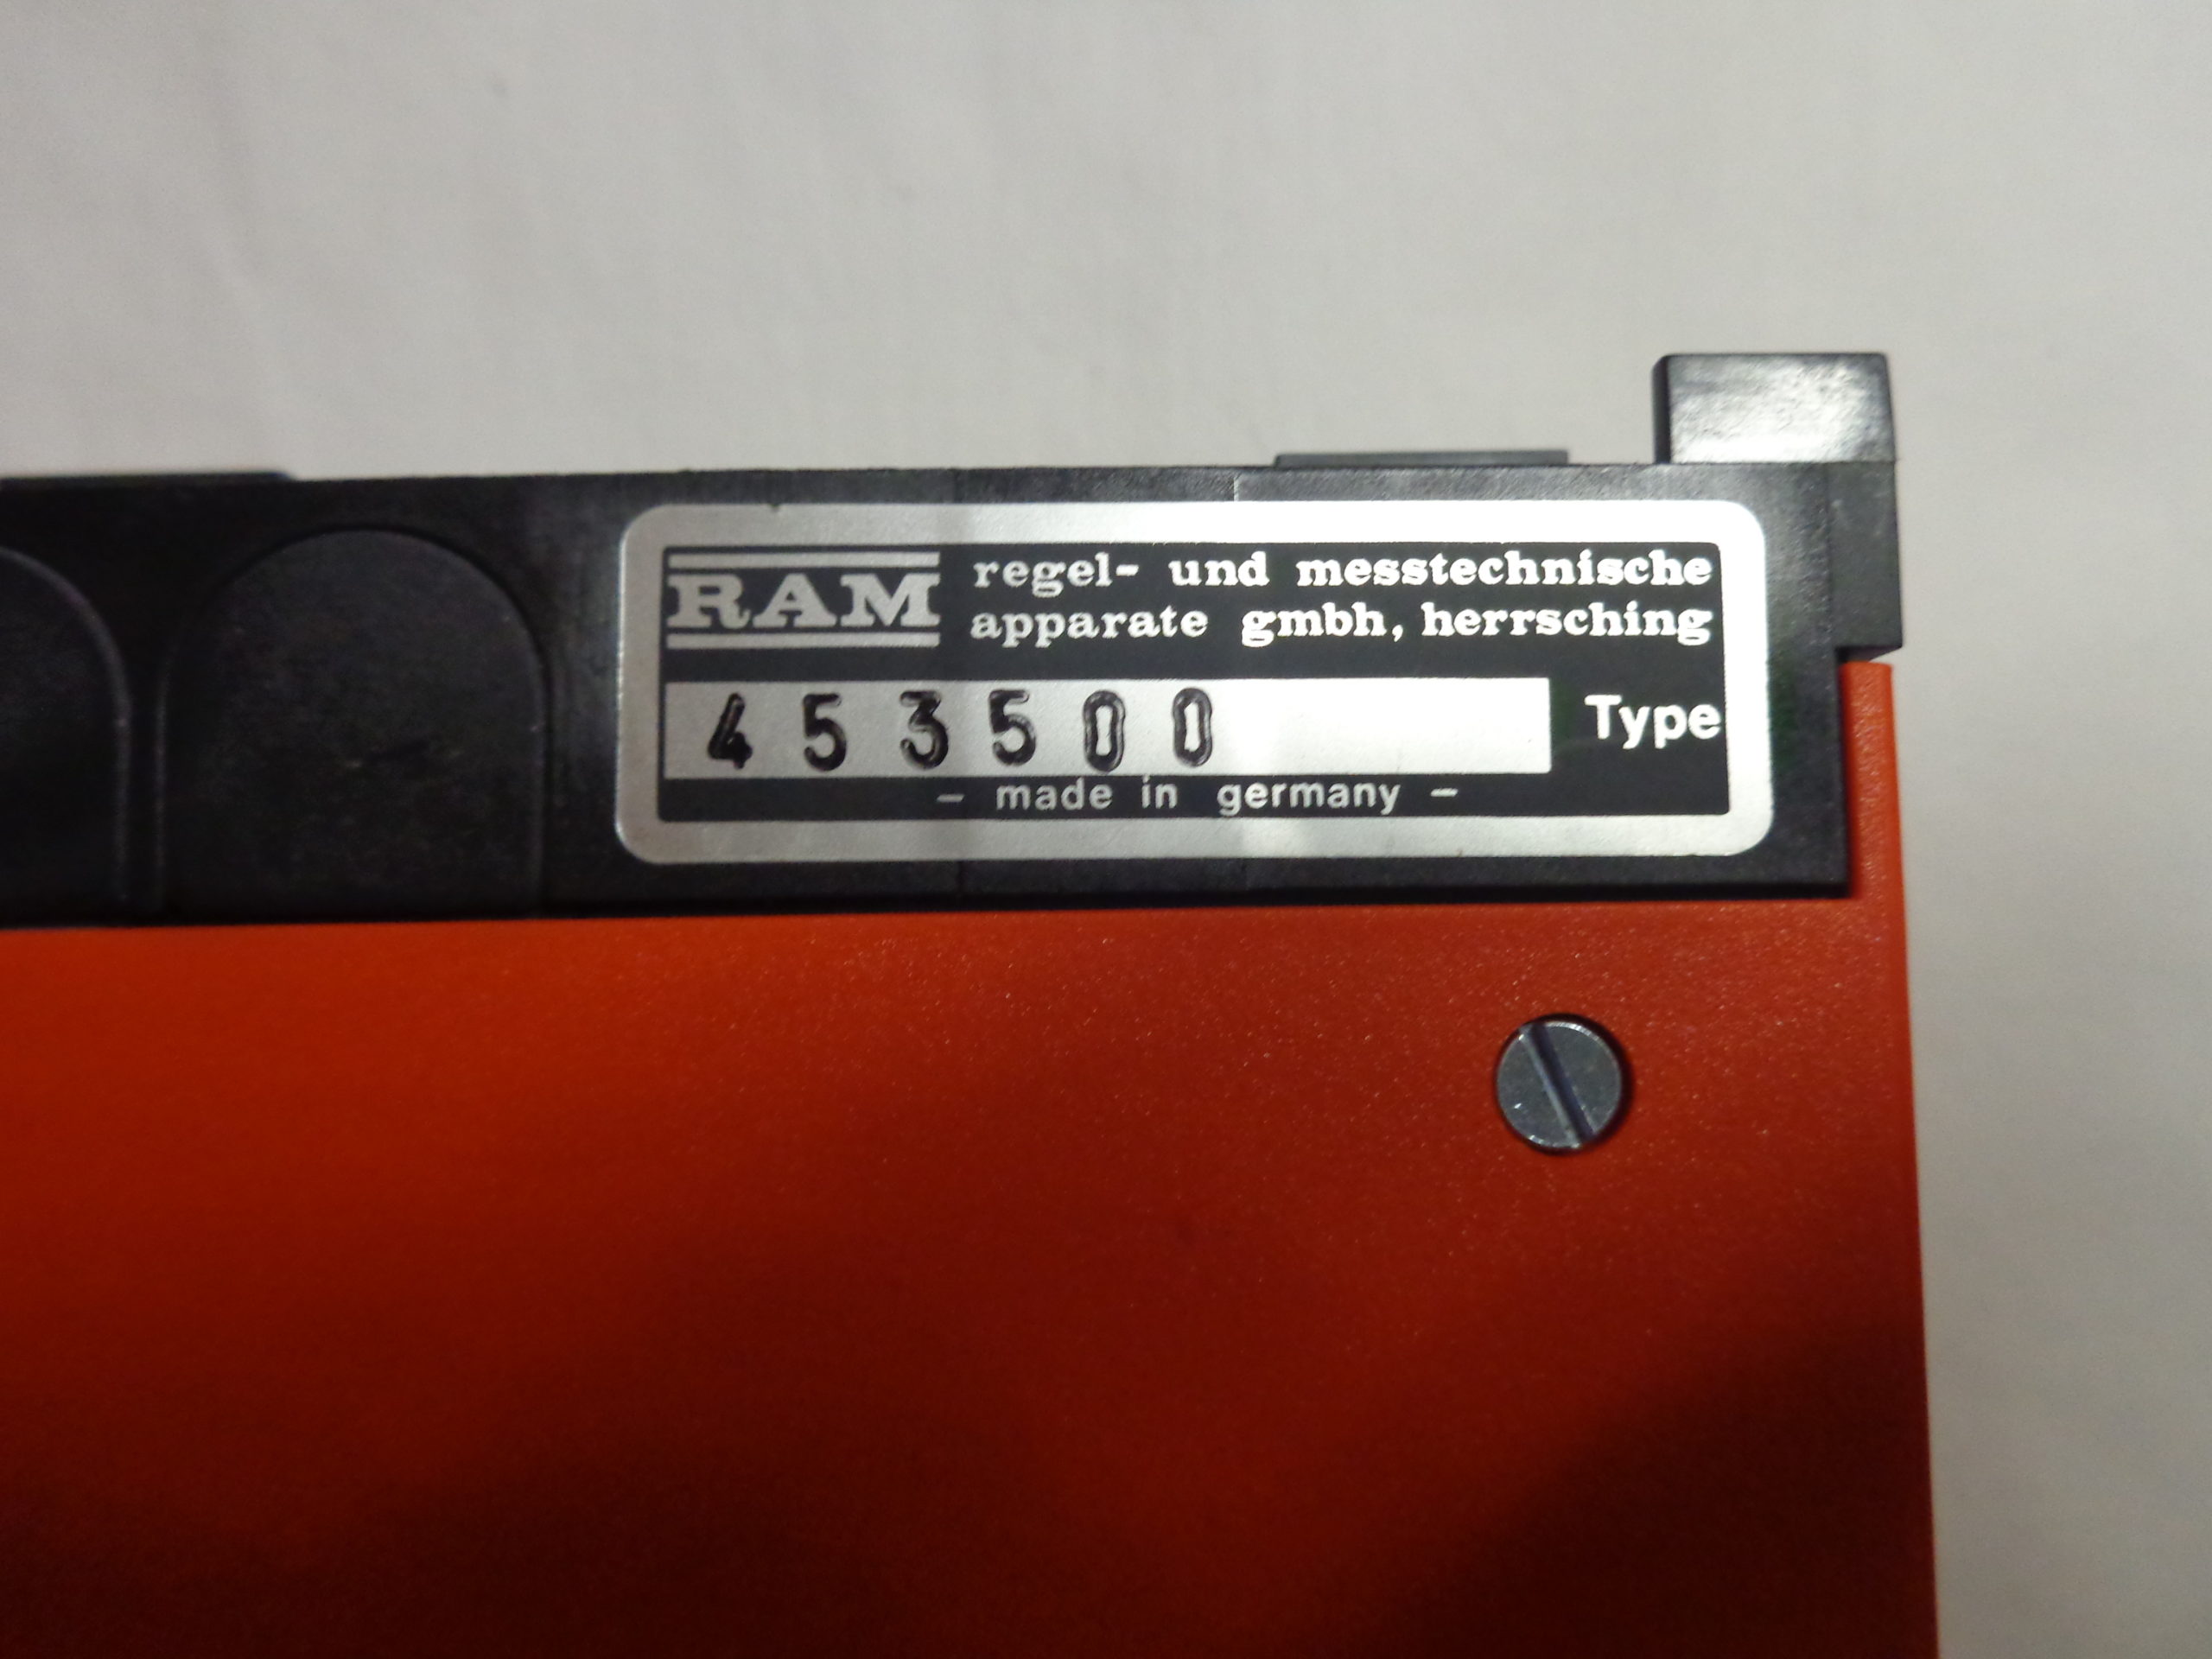 RAM
regel- und messtechnische
apparate gmbh, herrsching
453500 Type
- made in germany -